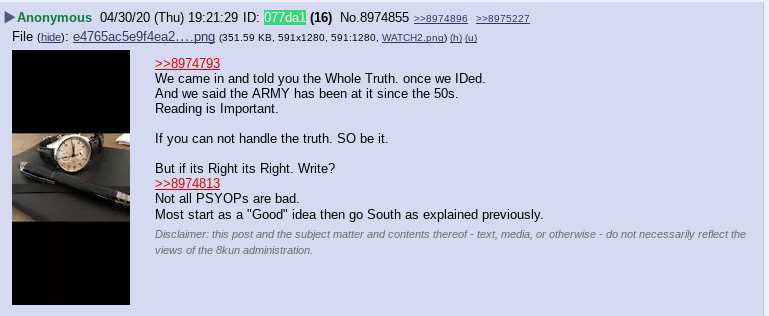 ▶Anonymous 04/30/20 (Thu) 19:21:29 ID: 077da1 (16) No.8974855 >>8974896 >>8975227
File (hide): e4765ac5e9f4ea2….png (351.59 KB, 591x1280, 591:1280, WATCH2.png) (h) (u)
>>8974793
We came in and told you the Whole Truth. once we IDed.
And we said the ARMY has been at it since the 50s.
Reading is Important.
If you can not handle the truth. SO be it.
But if its Right its Right. Write?
>>8974813
Not all PSYOPs are bad.
Most start as a "Good" idea then go South as explained previously.
Disclaimer: this post and the subject matter and contents thereof - text, media, or otherwise - do not necessarily reflect the
views of the 8kun administration.